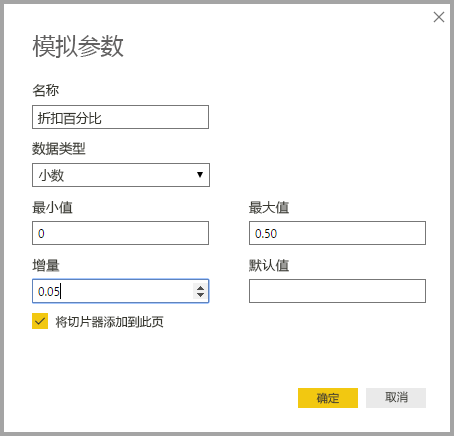 模拟参数
名称
折扣百分比
数据类型
小数
最小值 最大值
0 0.50
增量 默认值
0.05
将切片器添加到此页
确定 取消